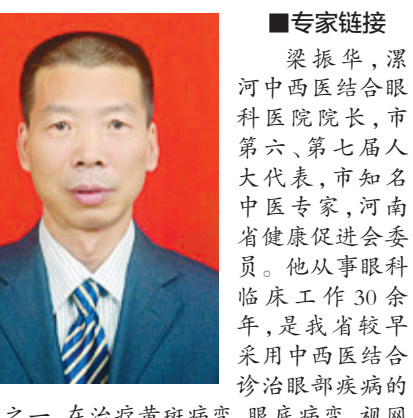 ■专家链接
梁振华,漯
河中西医结合眼
科医院院长,市
第六、第七届人
大代表,市知名
中医专家,河南
省健康促进会委
员。他从事眼科
临床工作30余
年,是我省较早
采用中西医结合
诊治眼部疾病的
之一,在治疗黄斑病变、眼底病变、视网